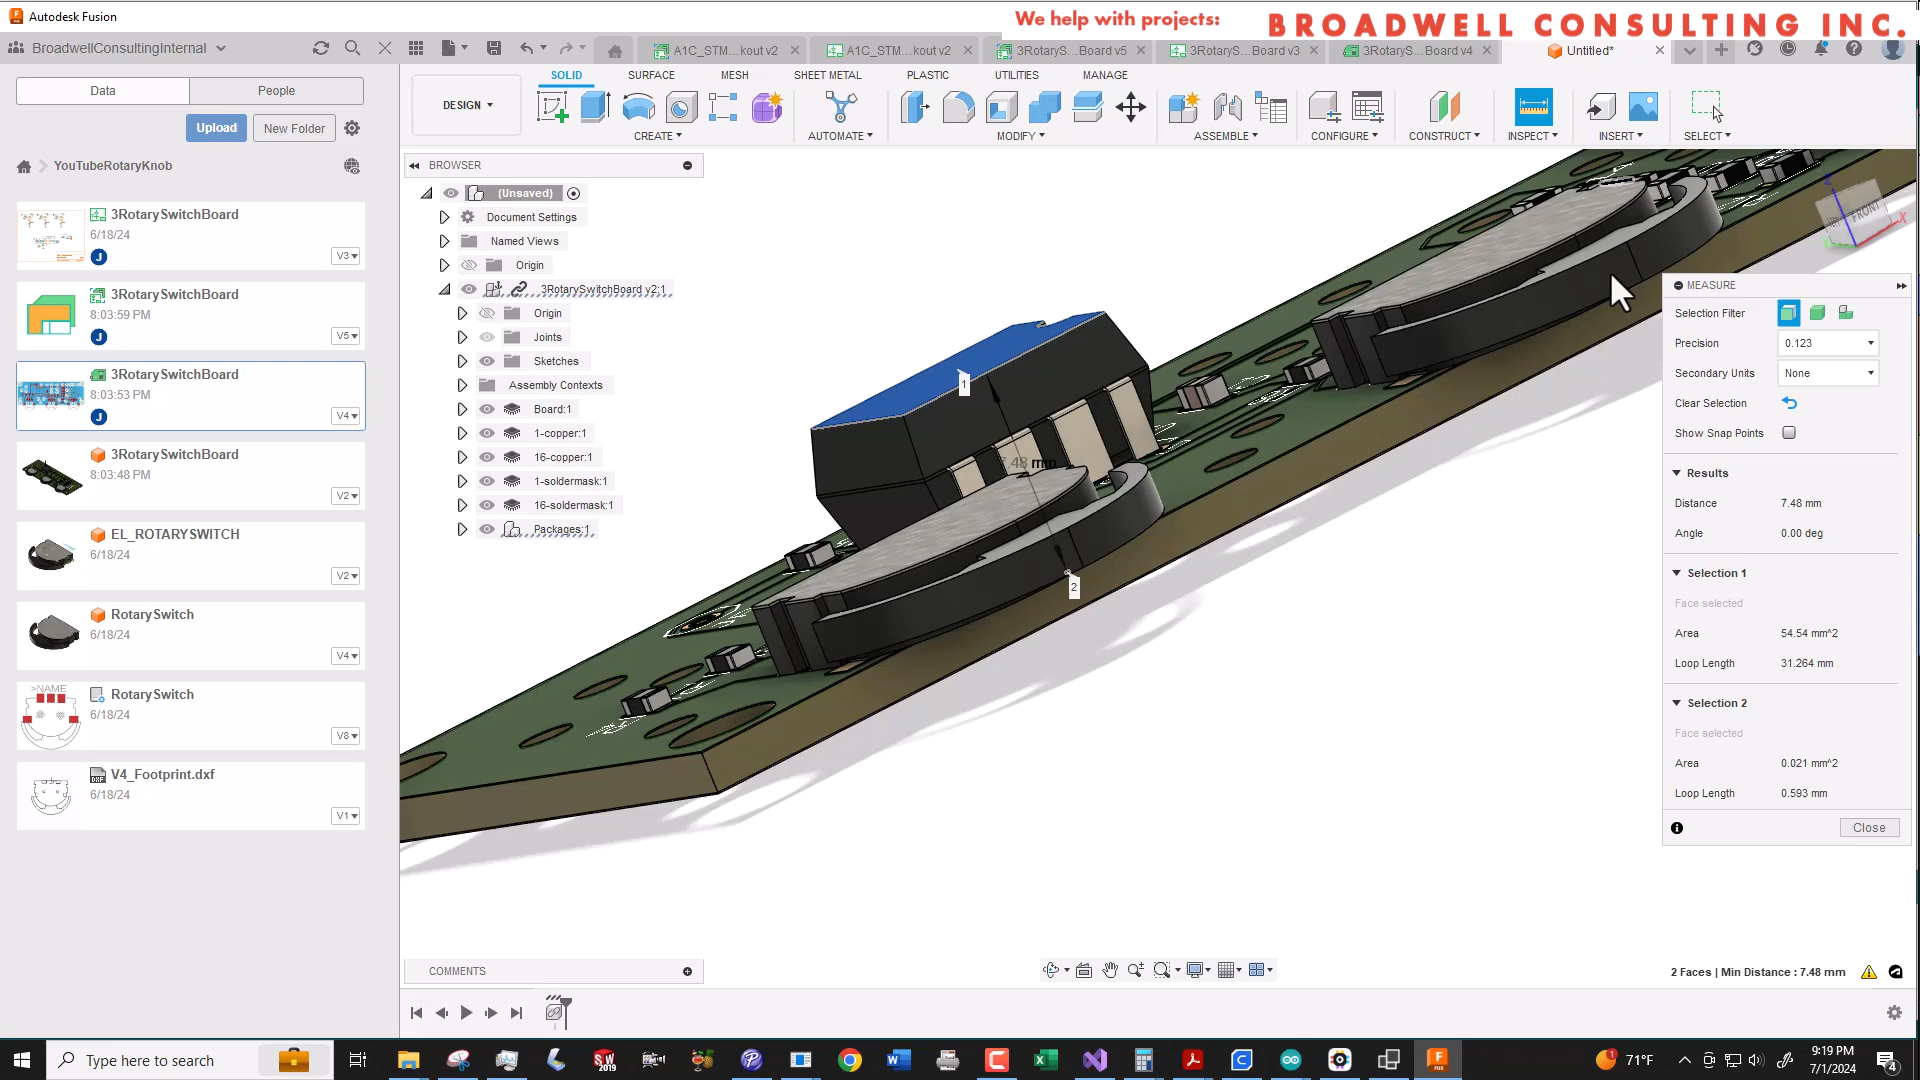 Autodesk Fusion
We help with projects:
BROADWELL CONSULTING INC.
BroadwellConsultingInternal
A1C_STM...kout v2
A1C_STM...kout v2
3RotaryS...Board v5
3RotaryS...Board v3
3RotaryS...Board v4
Untitled*
Data
People
Upload
New Folder
YouTubeRotaryKnob
3RotarySwitchBoard
6/18/24
J
V3
3RotarySwitchBoard
8:03:59 PM
J
V5
3RotarySwitchBoard
8:03:53 PM
J
V4
3RotarySwitchBoard
8:03:48 PM
V2
EL_ROTARYSWITCH
6/18/24
V2
RotarySwitch
6/18/24
V4
>NAME
RotarySwitch
6/18/24
V8
V4_Footprint.dxf
6/18/24
V1
DESIGN
SOLID
SURFACE
MESH
SHEET METAL
PLASTIC
UTILITIES
MANAGE
CREATE
AUTOMATE
MODIFY
ASSEMBLE
CONFIGURE
CONSTRUCT
INSPECT
INSERT
SELECT
BROWSER
(Unsaved)
Document Settings
Named Views
Origin
3RotarySwitchBoard v2:1
Origin
Joints
Sketches
Assembly Contexts
Board:1
1-copper:1
16-copper:1
1-soldermask:1
16-soldermask:1
Packages:1
1
7.48 mm
2
Z
FRONT
X
MEASURE
Selection Filter
Precision
0.123
Secondary Units
None
Clear Selection
Show Snap Points
Results
Distance
7.48 mm
Angle
0.00 deg
Selection 1
Face selected
Area
54.54 mm^2
Loop Length
31.264 mm
Selection 2
Face selected
Area
0.021 mm^2
Loop Length
0.593 mm
Close
COMMENTS
2 Faces | Min Distance : 7.48 mm
Type here to search
71°F
9:19 PM
7/1/2024
4